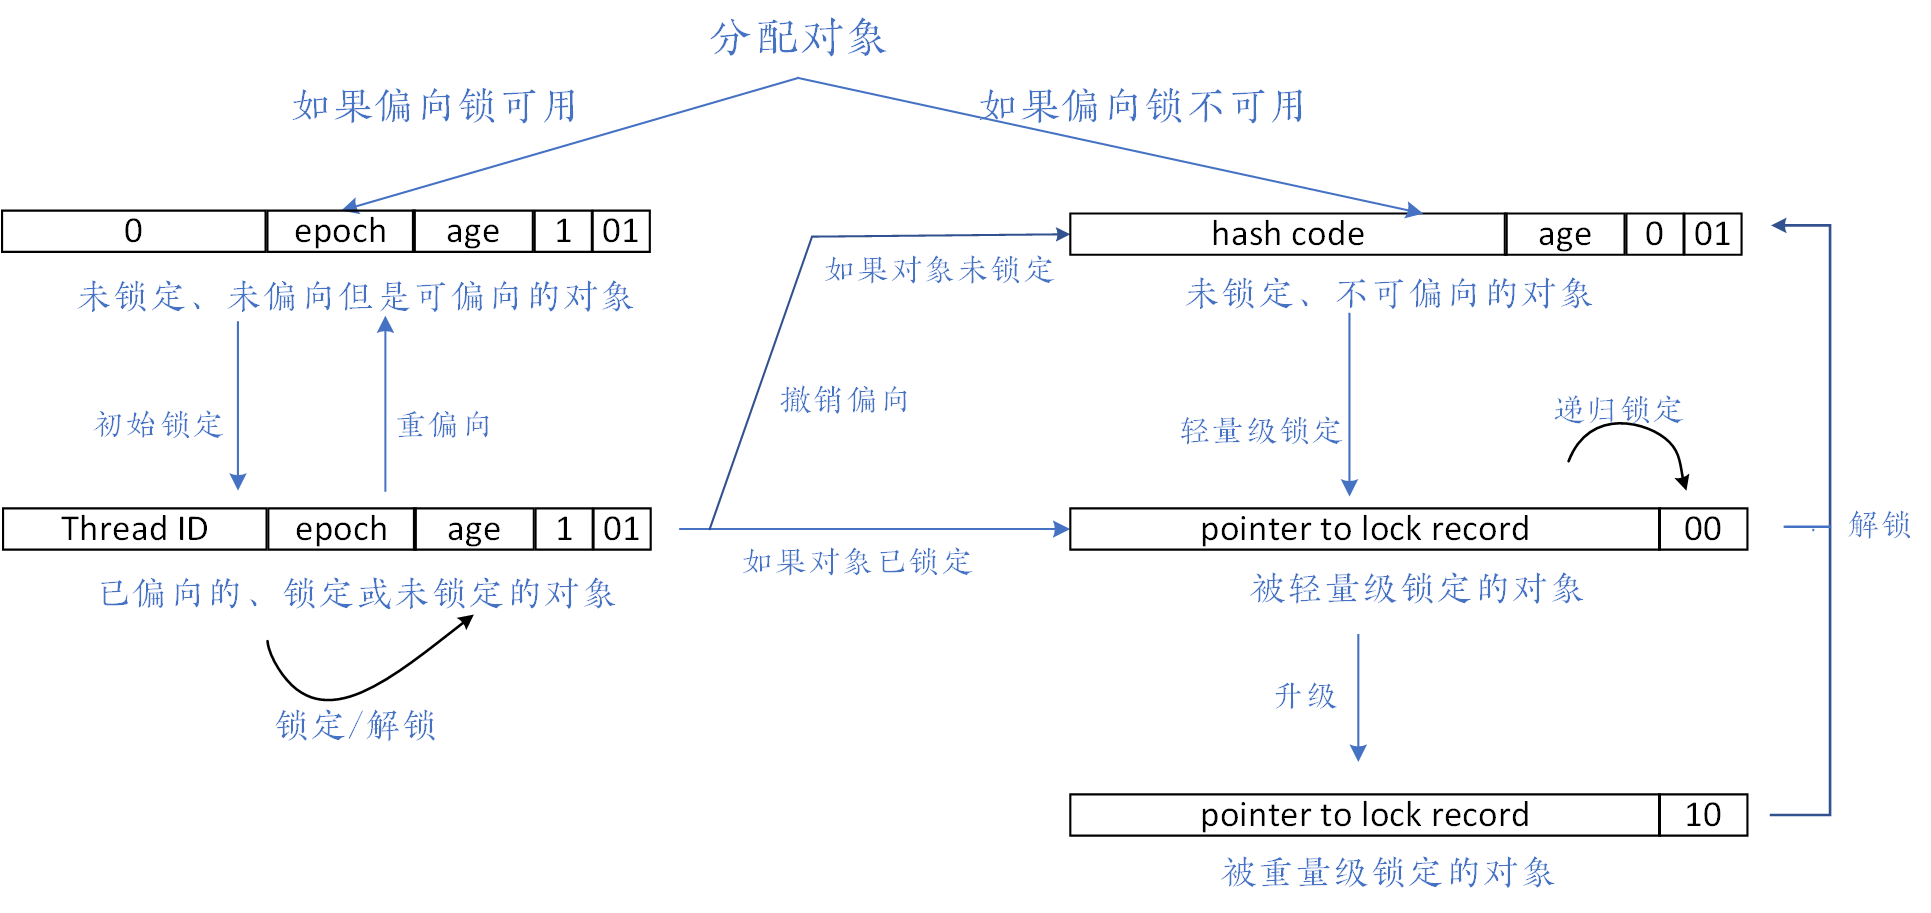 分配对象
如果偏向锁可用
如果偏向锁不可用
0 epoch age 1 01
hash code age 0 01
未锁定、未偏向但是可偏向的对象
如果对象未锁定
未锁定、不可偏向的对象
初始锁定
重偏向
撤销偏向
轻量级锁定
递归锁定
Thread ID epoch age 1 01
pointer to lock record 00
解锁
如果对象已锁定
已偏向的、锁定或未锁定的对象
被轻量级锁定的对象
锁定/解锁
升级
pointer to lock record 10
被重量级锁定的对象